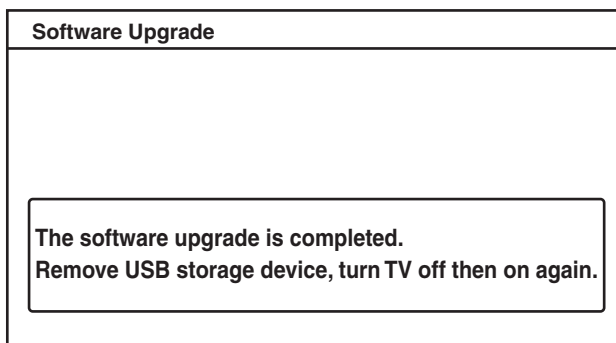 Software Upgrade
The software upgrade is completed.
Remove USB storage device, turn TV off then on again.